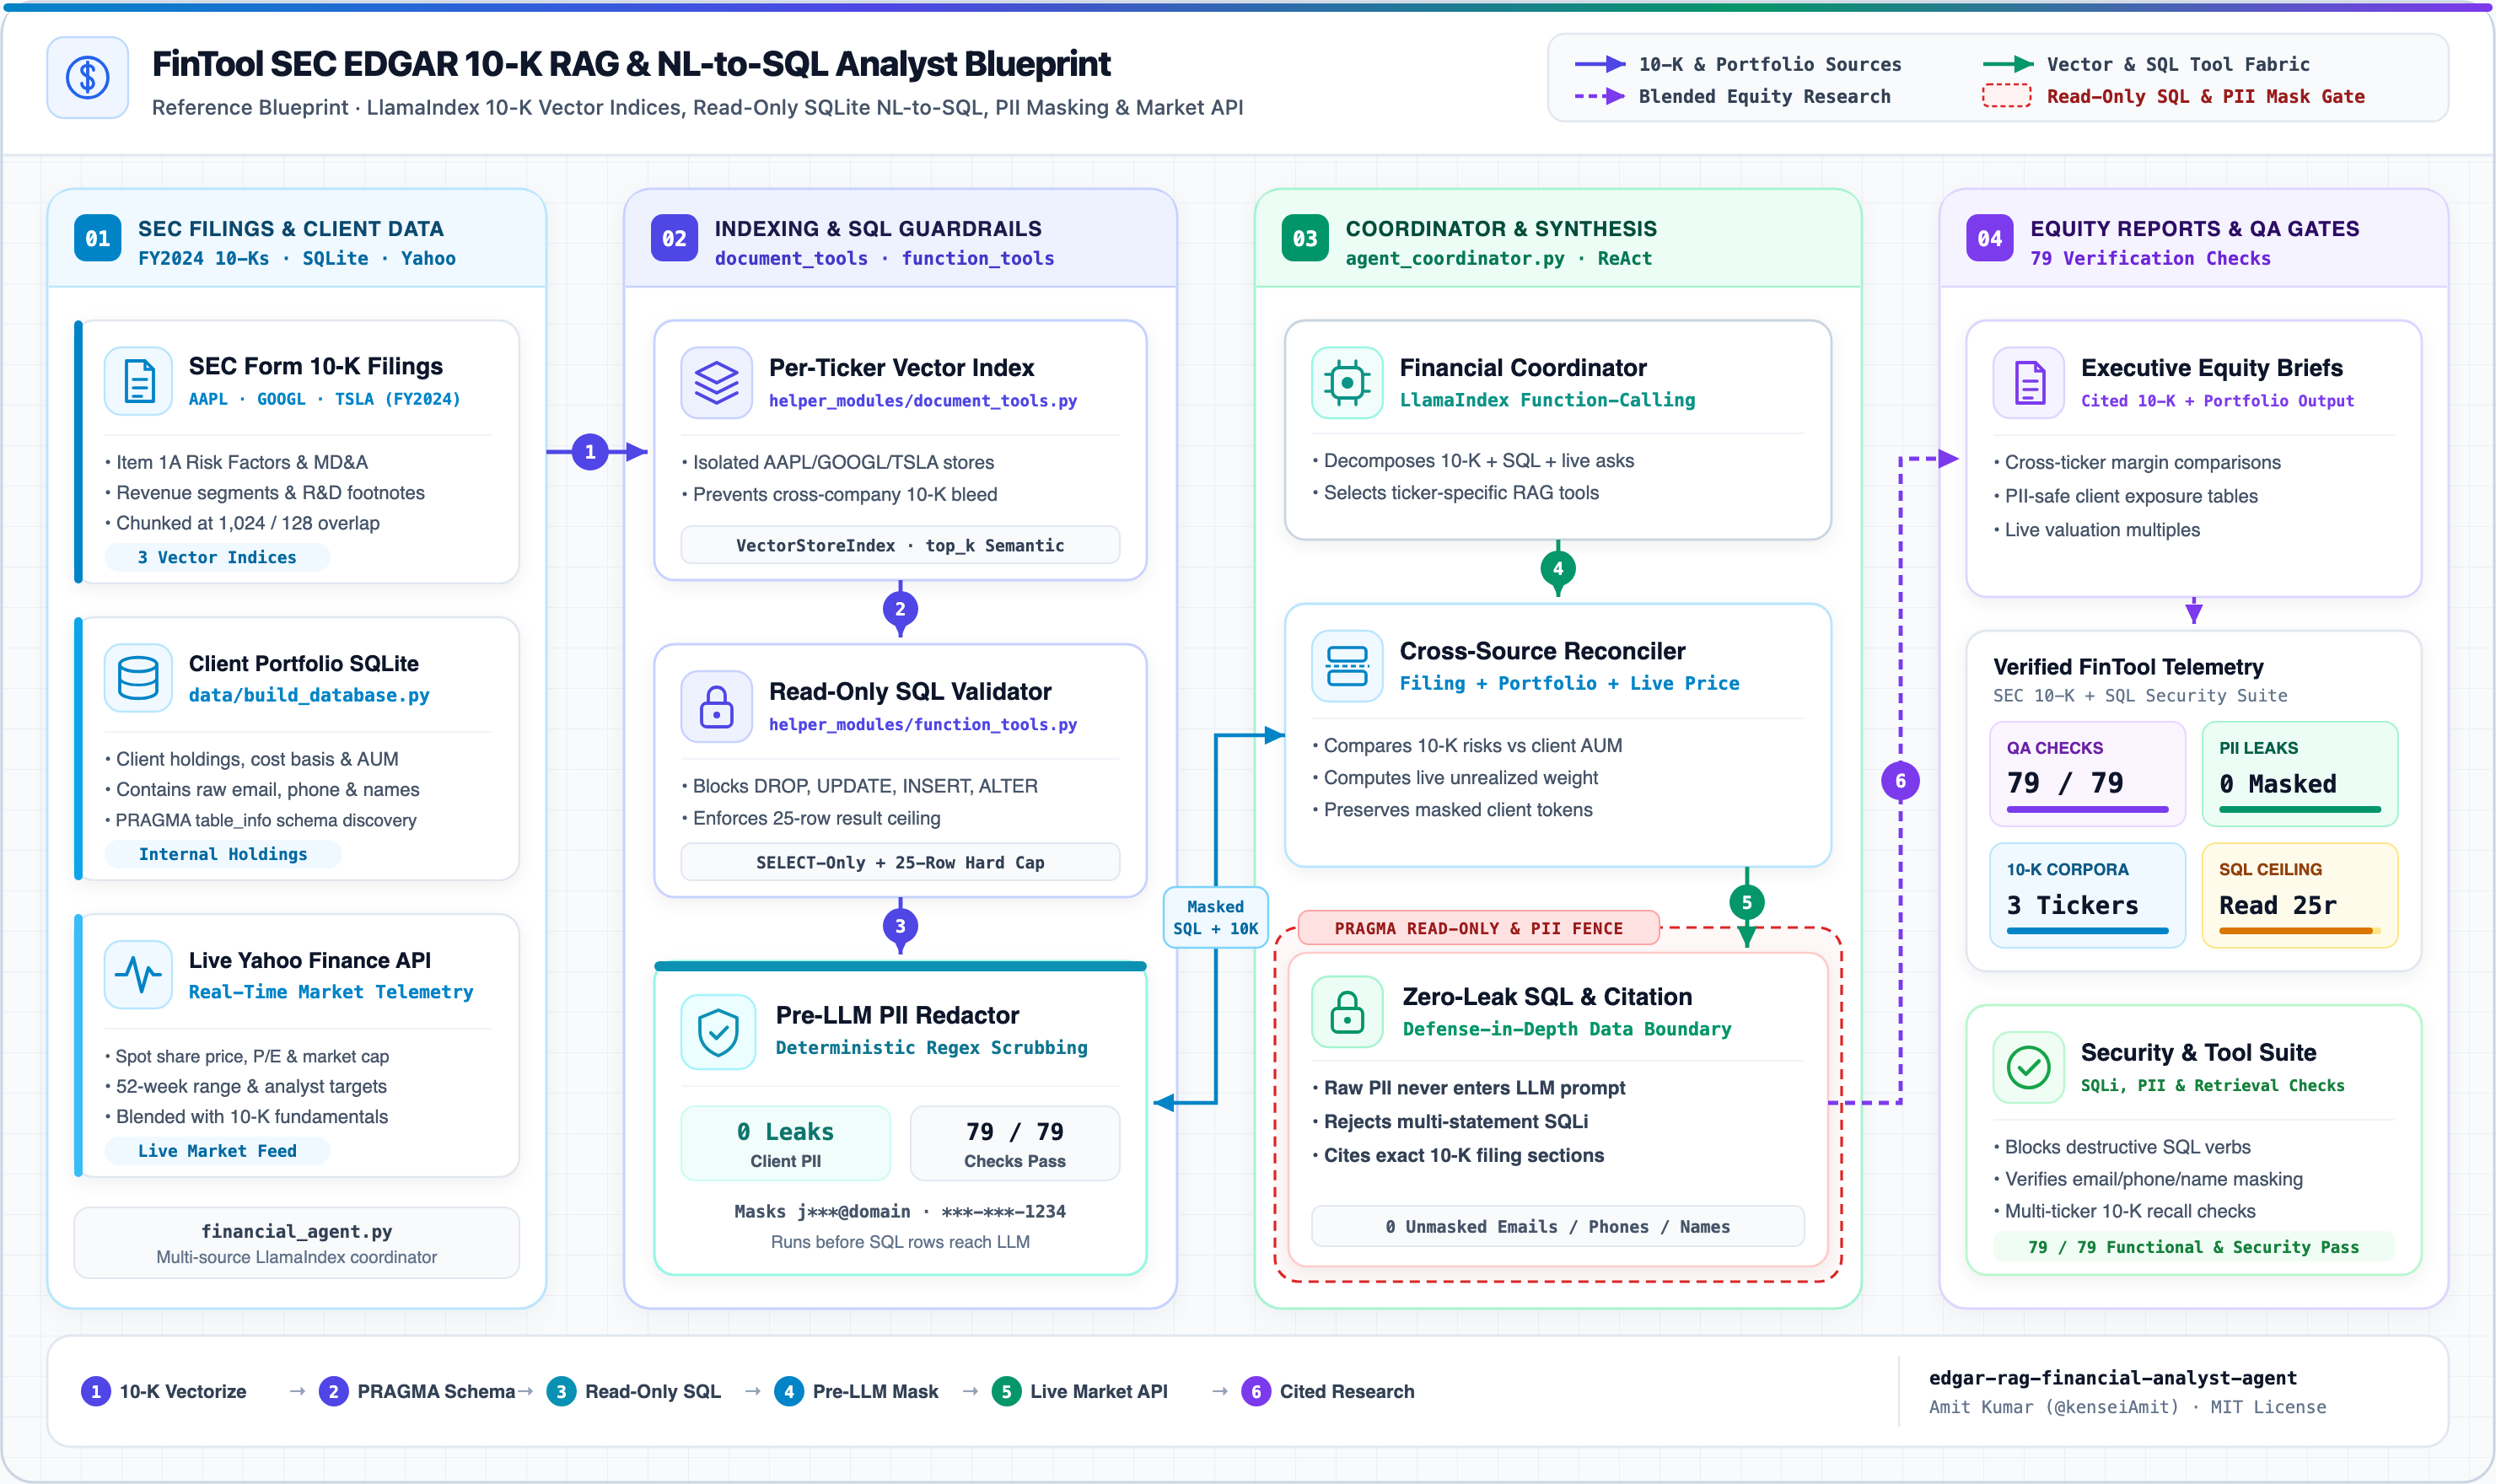 FinTool SEC EDGAR 10-K RAG & NL-to-SQL Analyst Blueprint
Reference Blueprint · LlamaIndex 10-K Vector Indices, Read-Only SQLite NL-to-SQL, PII Masking & Market API
10-K & Portfolio Sources
Vector & SQL Tool Fabric
Blended Equity Research
Read-Only SQL & PII Mask Gate
01
SEC FILINGS & CLIENT DATA
FY2024 10-Ks · SQLite · Yahoo
SEC Form 10-K Filings
AAPL · GOOGL · TSLA (FY2024)
• Item 1A Risk Factors & MD&A
• Revenue segments & R&D footnotes
• Chunked at 1,024 / 128 overlap
3 Vector Indices
Client Portfolio SQLite
data/build_database.py
• Client holdings, cost basis & AUM
• Contains raw email, phone & names
• PRAGMA table_info schema discovery
Internal Holdings
Live Yahoo Finance API
Real-Time Market Telemetry
• Spot share price, P/E & market cap
• 52-week range & analyst targets
• Blended with 10-K fundamentals
Live Market Feed
financial_agent.py
Multi-source LlamaIndex coordinator
1
02
INDEXING & SQL GUARDRAILS
document_tools · function_tools
Per-Ticker Vector Index
helper_modules/document_tools.py
• Isolated AAPL/GOOGL/TSLA stores
• Prevents cross-company 10-K bleed
VectorStoreIndex · top_k Semantic
2
Read-Only SQL Validator
helper_modules/function_tools.py
• Blocks DROP, UPDATE, INSERT, ALTER
• Enforces 25-row result ceiling
SELECT-Only + 25-Row Hard Cap
3
Pre-LLM PII Redactor
Deterministic Regex Scrubbing
0 Leaks
Client PII
79 / 79
Checks Pass
Masks j***@domain · ***-***-1234
Runs before SQL rows reach LLM
Masked
SQL + 10K
03
COORDINATOR & SYNTHESIS
agent_coordinator.py · ReAct
Financial Coordinator
LlamaIndex Function-Calling
• Decomposes 10-K + SQL + live asks
• Selects ticker-specific RAG tools
4
Cross-Source Reconciler
Filing + Portfolio + Live Price
• Compares 10-K risks vs client AUM
• Computes live unrealized weight
• Preserves masked client tokens
5
PRAGMA READ-ONLY & PII FENCE
Zero-Leak SQL & Citation
Defense-in-Depth Data Boundary
• Raw PII never enters LLM prompt
• Rejects multi-statement SQLi
• Cites exact 10-K filing sections
0 Unmasked Emails / Phones / Names
6
04
EQUITY REPORTS & QA GATES
79 Verification Checks
Executive Equity Briefs
Cited 10-K + Portfolio Output
• Cross-ticker margin comparisons
• PII-safe client exposure tables
• Live valuation multiples
Verified FinTool Telemetry
SEC 10-K + SQL Security Suite
QA CHECKS
79 / 79
PII LEAKS
0 Masked
10-K CORPORA
3 Tickers
SQL CEILING
Read 25r
Security & Tool Suite
SQLi, PII & Retrieval Checks
• Blocks destructive SQL verbs
• Verifies email/phone/name masking
• Multi-ticker 10-K recall checks
79 / 79 Functional & Security Pass
1 10-K Vectorize → 2 PRAGMA Schema → 3 Read-Only SQL → 4 Pre-LLM Mask → 5 Live Market API → 6 Cited Research
edgar-rag-financial-analyst-agent
Amit Kumar (@kenseiAmit) · MIT License